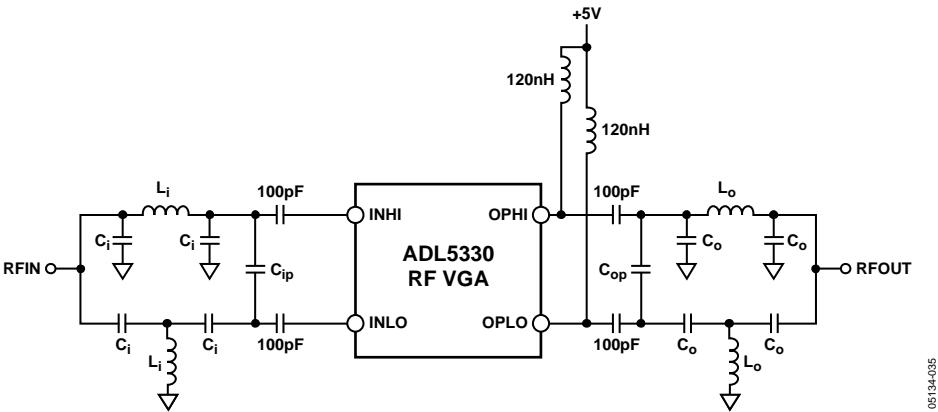 +5V
120nH
120nH
Li
100pF
100pF
Lo
INHI
OPHI
Ci
Ci
Co
Co
ADL5330
RF VGA
RFIN
Cip
Cop
RFOUT
INLO
OPLO
Ci
Ci
100pF
100pF
Co
Co
Li
Lo
05134-035